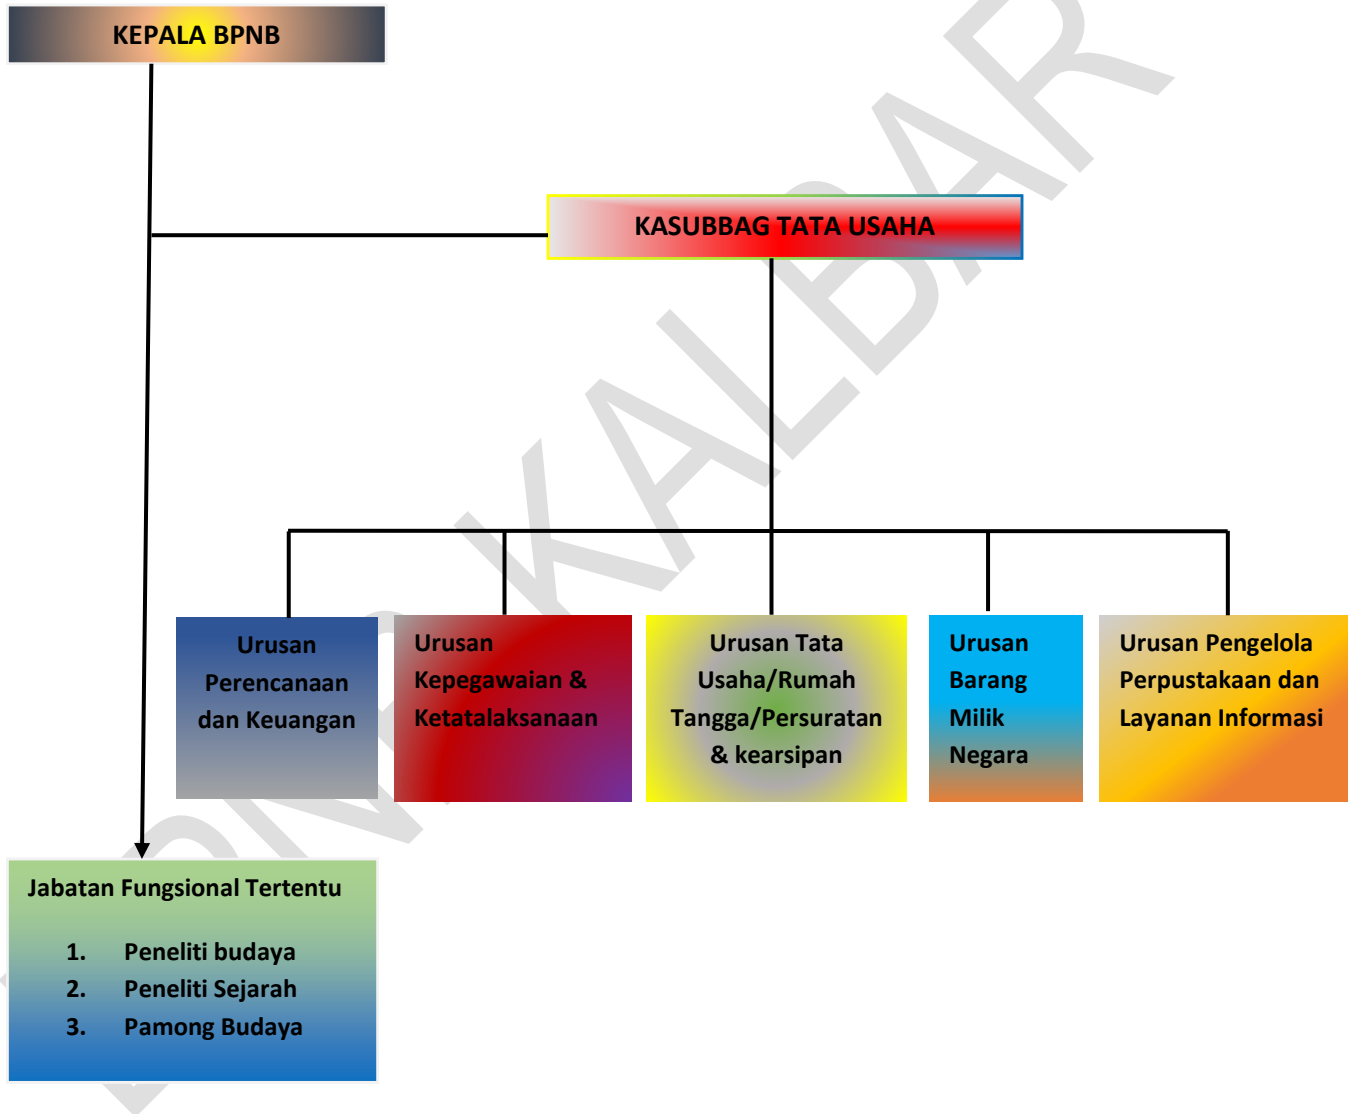 KEPALA BPNB
KASUBBAG TATA USAHA
Urusan
Perencanaan
dan Keuangan
Urusan
Kepegawaian &
Ketatalaksanaan
Urusan Tata
Usaha/Rumah
Tangga/Persuratan
& kearsipan
Urusan
Barang
Milik
Negara
Urusan Pengelola
Perpustakaan dan
Layanan Informasi
Jabatan Fungsional Tertentu
1. Peneliti budaya
2. Peneliti Sejarah
3. Pamong Budaya
BPNB KALBAR